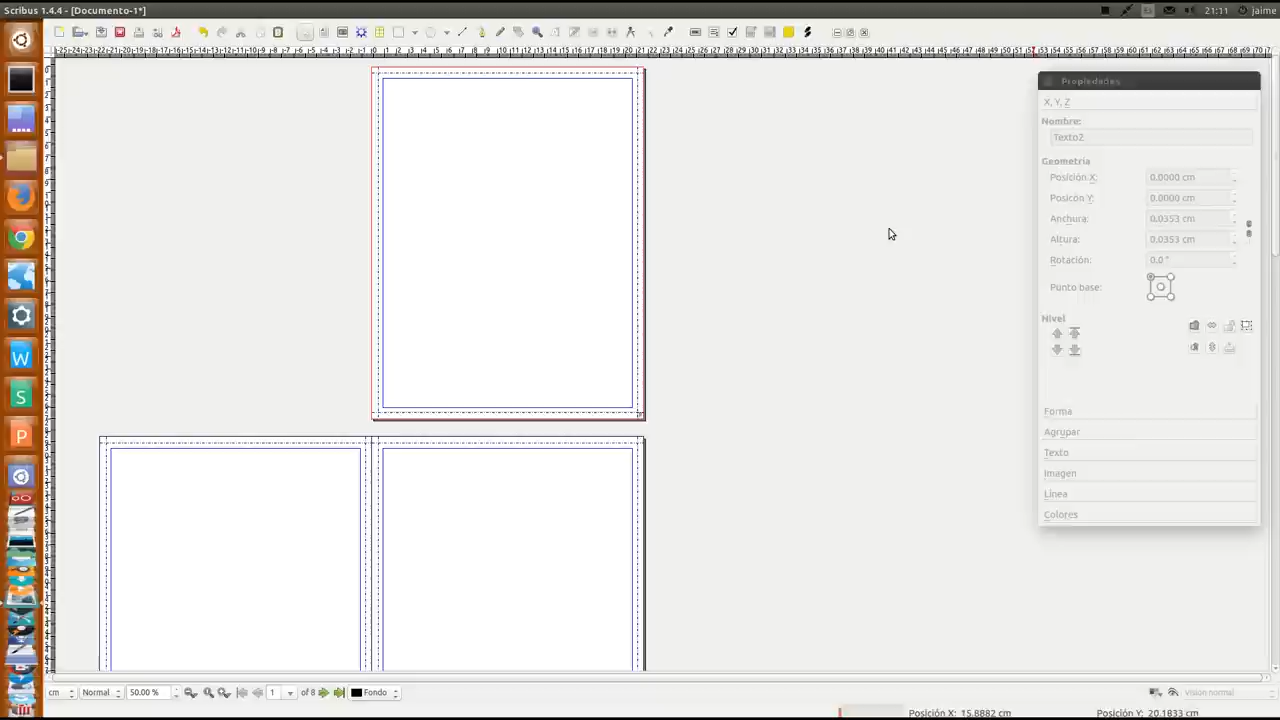 Scribus 1.4.4 - [Documento-1*]
21:11 jaime
Propiedades
X, Y, Z
Nombre:
Texto2
Geometría
Posición X: 0.0000 cm
Posicón Y: 0.0000 cm
Anchura: 0.0353 cm
Altura: 0.0353 cm
Rotación: 0.0 °
Punto base:
Nivel
Forma
Agrupar
Texto
Imagen
Línea
Colores
cm Normal 50.00 % 1 of 8 Fondo Visión normal
Posición X: 15.8882 cm Posición Y: 20.1833 cm